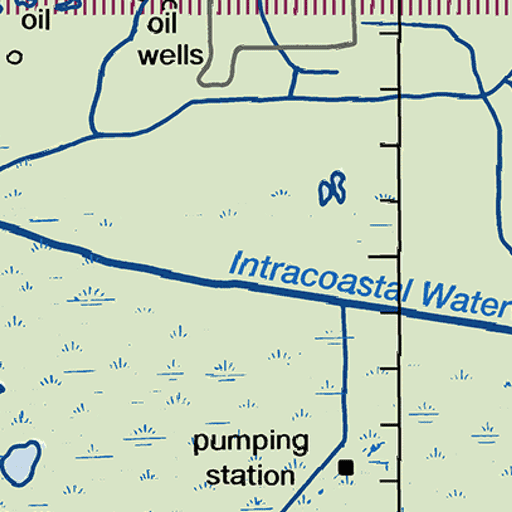 oil
oil
wells
Intracoastal Water
pumping
station